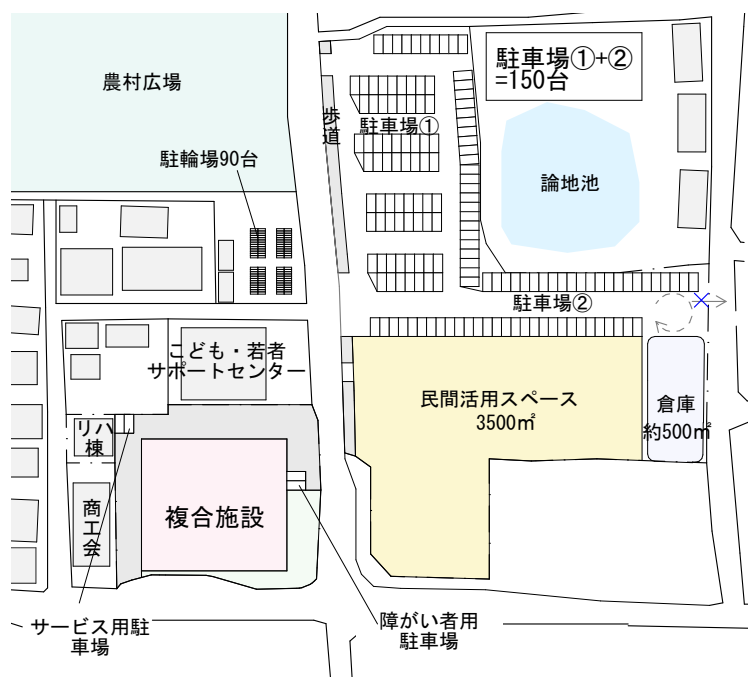 農村広場
駐車場①+②
=150台
歩道
駐車場①
駐輪場90台
論地池
駐車場②
こども・若者
サポートセンター
民間活用スペース
3500㎡
倉庫
約500㎡
リハ
棟
商工会
複合施設
サービス用駐
車場
障がい者用
駐車場